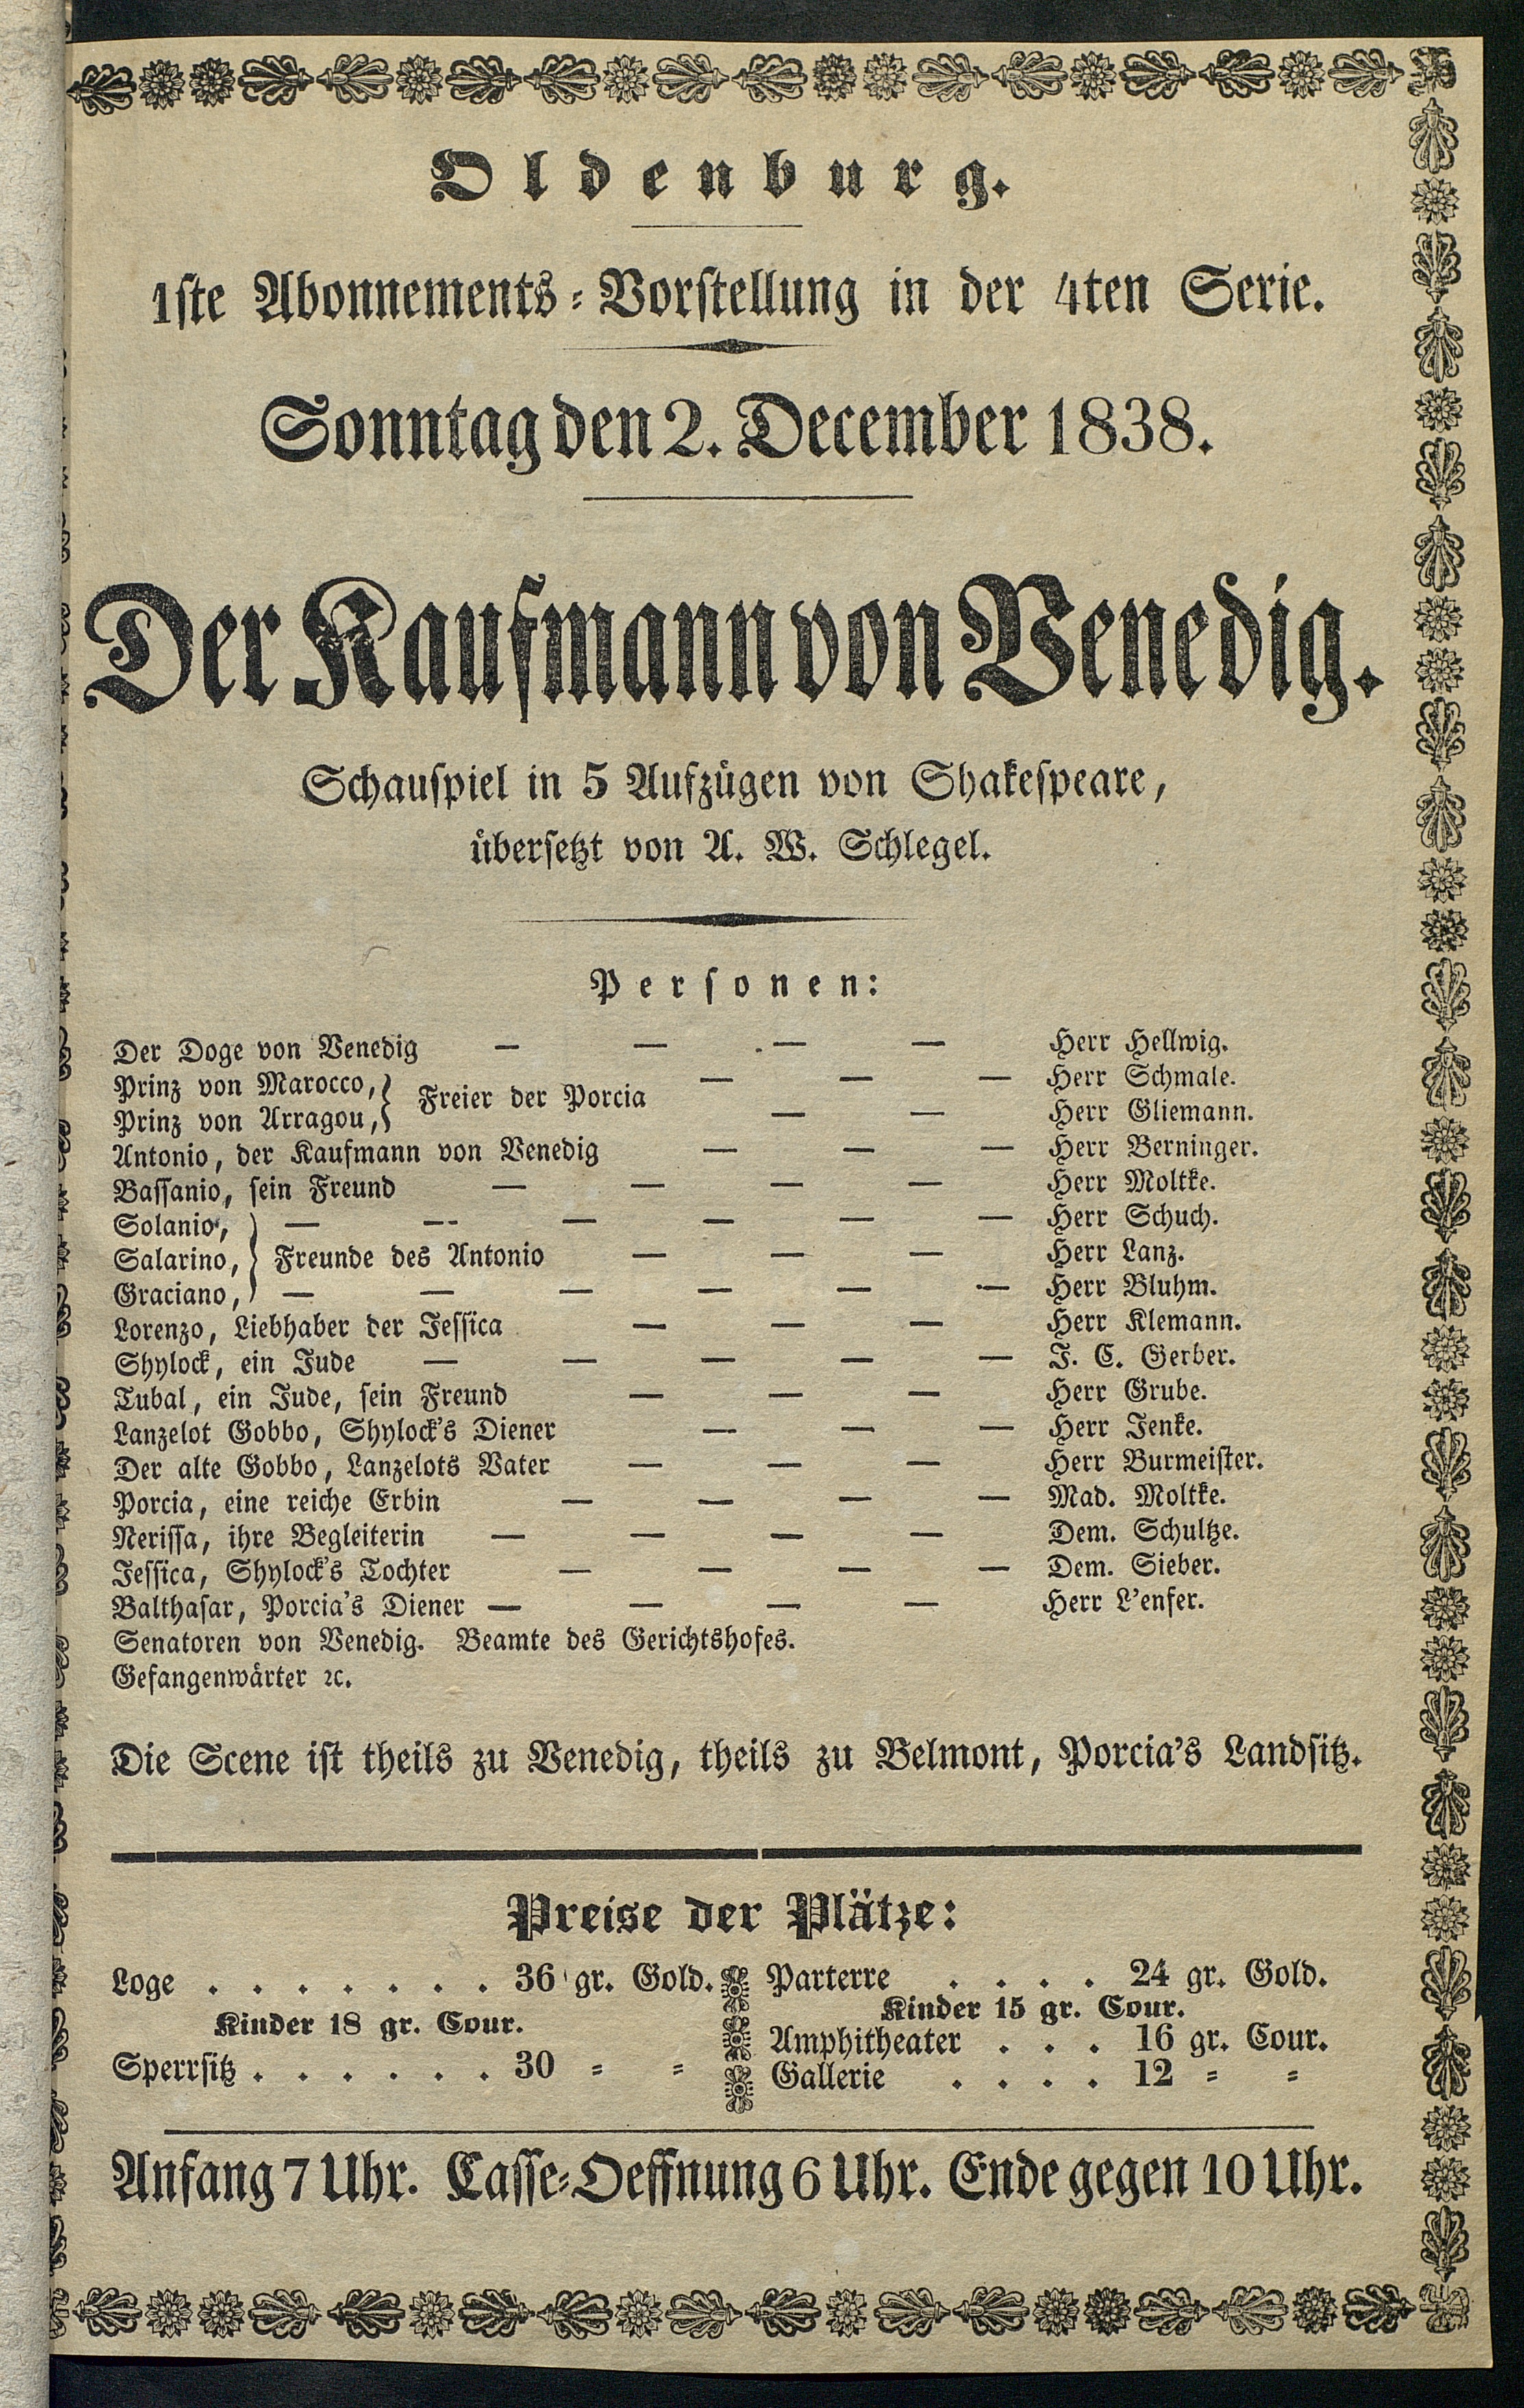 Oldenburg.
1ste Abonnements-Vorstellung in der 4ten Serie.
Sonntag den 2. December 1838.
Der Kaufmann von Venedig.
Schauspiel in 5 Aufzügen von Shakespeare,
übersetzt von A. W. Schlegel.
Personen:
Der Doge von Venedig — — — — Herr Hellwig.
Prinz von Marocco, } Freier der Porcia — — — Herr Schmale.
Prinz von Arragou, } — — Herr Gliemann.
Antonio, der Kaufmann von Venedig — — — Herr Berninger.
Bassanio, sein Freund — — — — Herr Moltke.
Solanio, } — — — — — — Herr Schuch.
Salarino, } Freunde des Antonio — — — Herr Lanz.
Graciano, } — — — — — — Herr Bluhm.
Lorenzo, Liebhaber der Jessica — — — Herr Klemann.
Shylock, ein Jude — — — — — J. C. Gerber.
Tubal, ein Jude, sein Freund — — — Herr Grube.
Lanzelot Gobbo, Shylock's Diener — — — Herr Jenke.
Der alte Gobbo, Lanzelots Vater — — — Herr Burmeister.
Porcia, eine reiche Erbin — — — — Mad. Moltke.
Nerissa, ihre Begleiterin — — — — Dem. Schultze.
Jessica, Shylock's Tochter — — — — Dem. Sieber.
Balthasar, Porcia's Diener — — — — Herr L'enfer.
Senatoren von Venedig. Beamte des Gerichtshofes.
Gefangenwärter ꝛc.
Die Scene ist theils zu Venedig, theils zu Belmont, Porcia's Landsitz.
Preise der Plätze:
Loge . . . . . . . 36 gr. Gold.
Kinder 18 gr. Cour.
Sperrsitz . . . . . . 30 = =
Parterre . . . . 24 gr. Gold.
Kinder 15 gr. Cour.
Amphitheater . . . 16 gr. Cour.
Gallerie . . . . 12 = =
Anfang 7 Uhr. Casse-Oeffnung 6 Uhr. Ende gegen 10 Uhr.